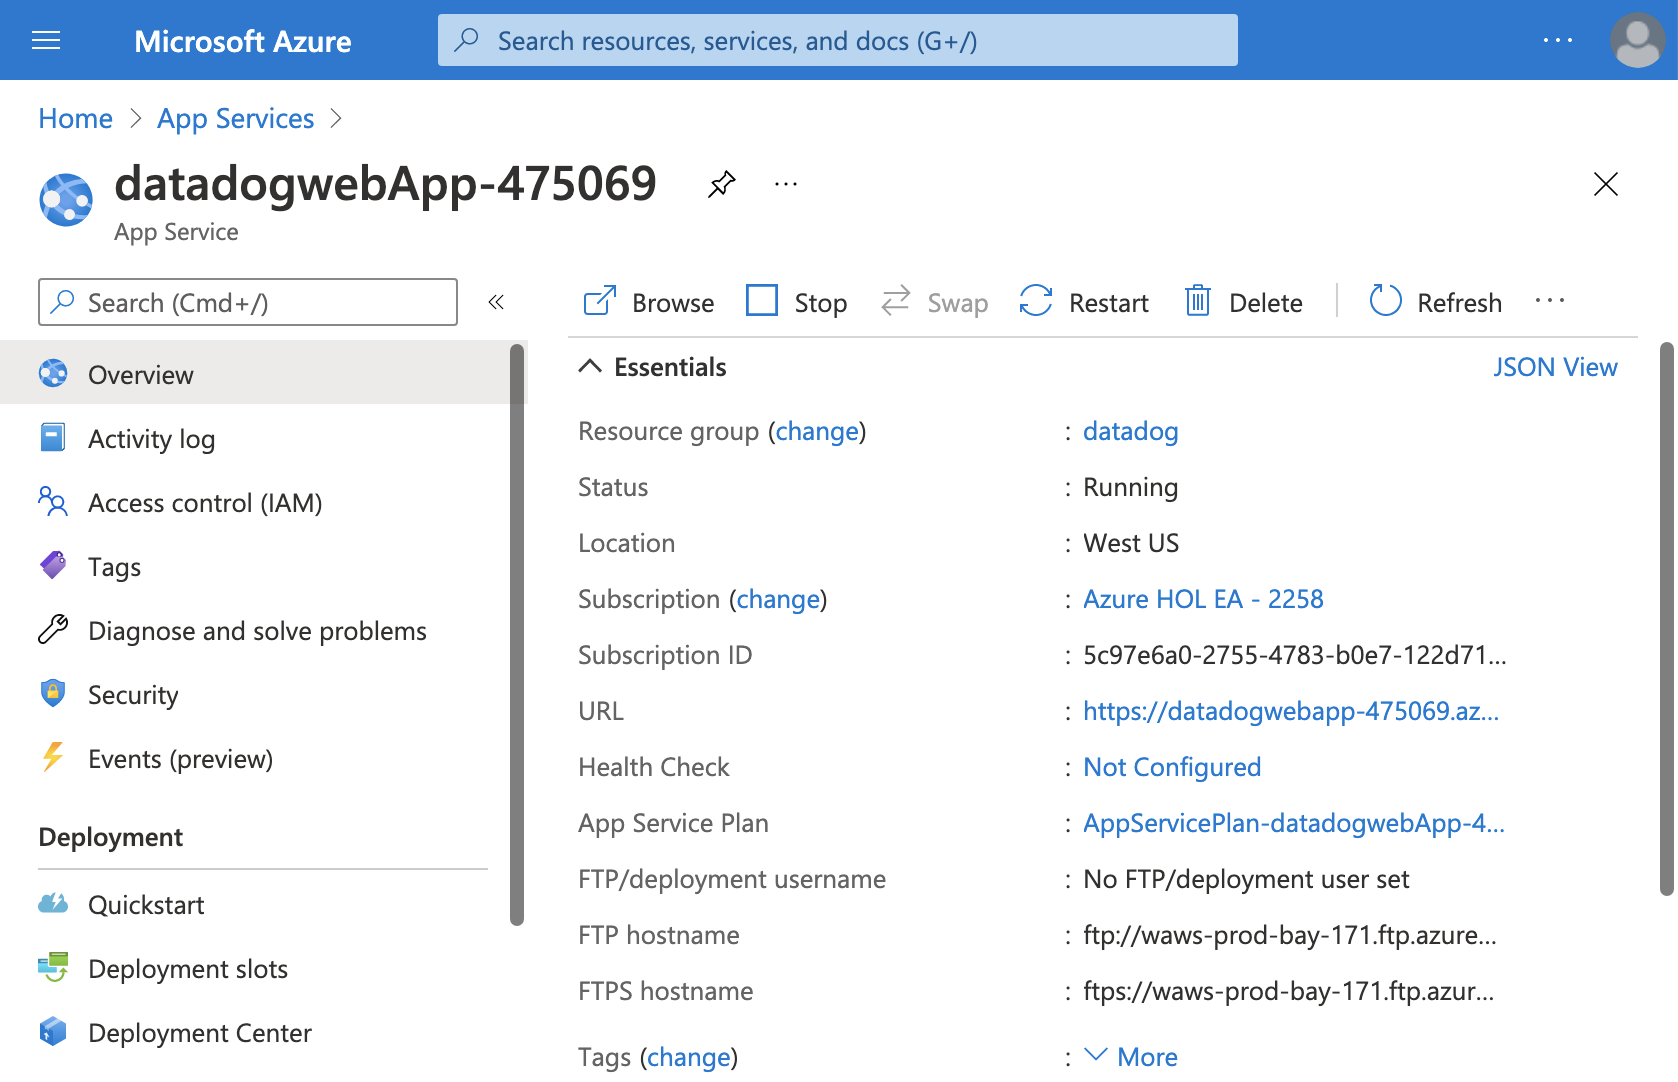 Microsoft Azure
Search resources, services, and docs (G+/)
Home > App Services >
datadogwebApp-475069
App Service
Search (Cmd+/)
Browse Stop Swap Restart Delete Refresh
Overview
Activity log
Access control (IAM)
Tags
Diagnose and solve problems
Security
Events (preview)
Deployment
Quickstart
Deployment slots
Deployment Center
Essentials JSON View
Resource group (change) : datadog
Status : Running
Location : West US
Subscription (change) : Azure HOL EA - 2258
Subscription ID : 5c97e6a0-2755-4783-b0e7-122d71...
URL : https://datadogwebapp-475069.az...
Health Check : Not Configured
App Service Plan : AppServicePlan-datadogwebApp-4...
FTP/deployment username : No FTP/deployment user set
FTP hostname : ftp://waws-prod-bay-171.ftp.azure...
FTPS hostname : ftps://waws-prod-bay-171.ftp.azur...
Tags (change) : More